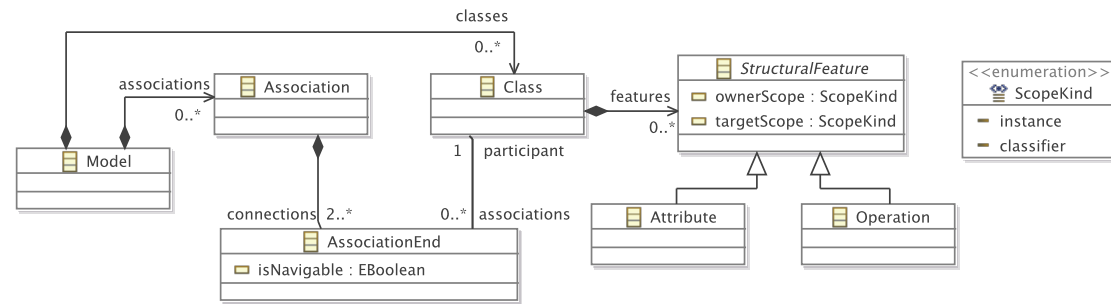 classes
0..*
associations
0..*
Association
Class
features
0..*
StructuralFeature
ownerScope : ScopeKind
targetScope : ScopeKind
<<enumeration>>
ScopeKind
instance
classifier
Model
1 participant
connections 2..*
0..* associations
AssociationEnd
isNavigable : EBoolean
Attribute
Operation